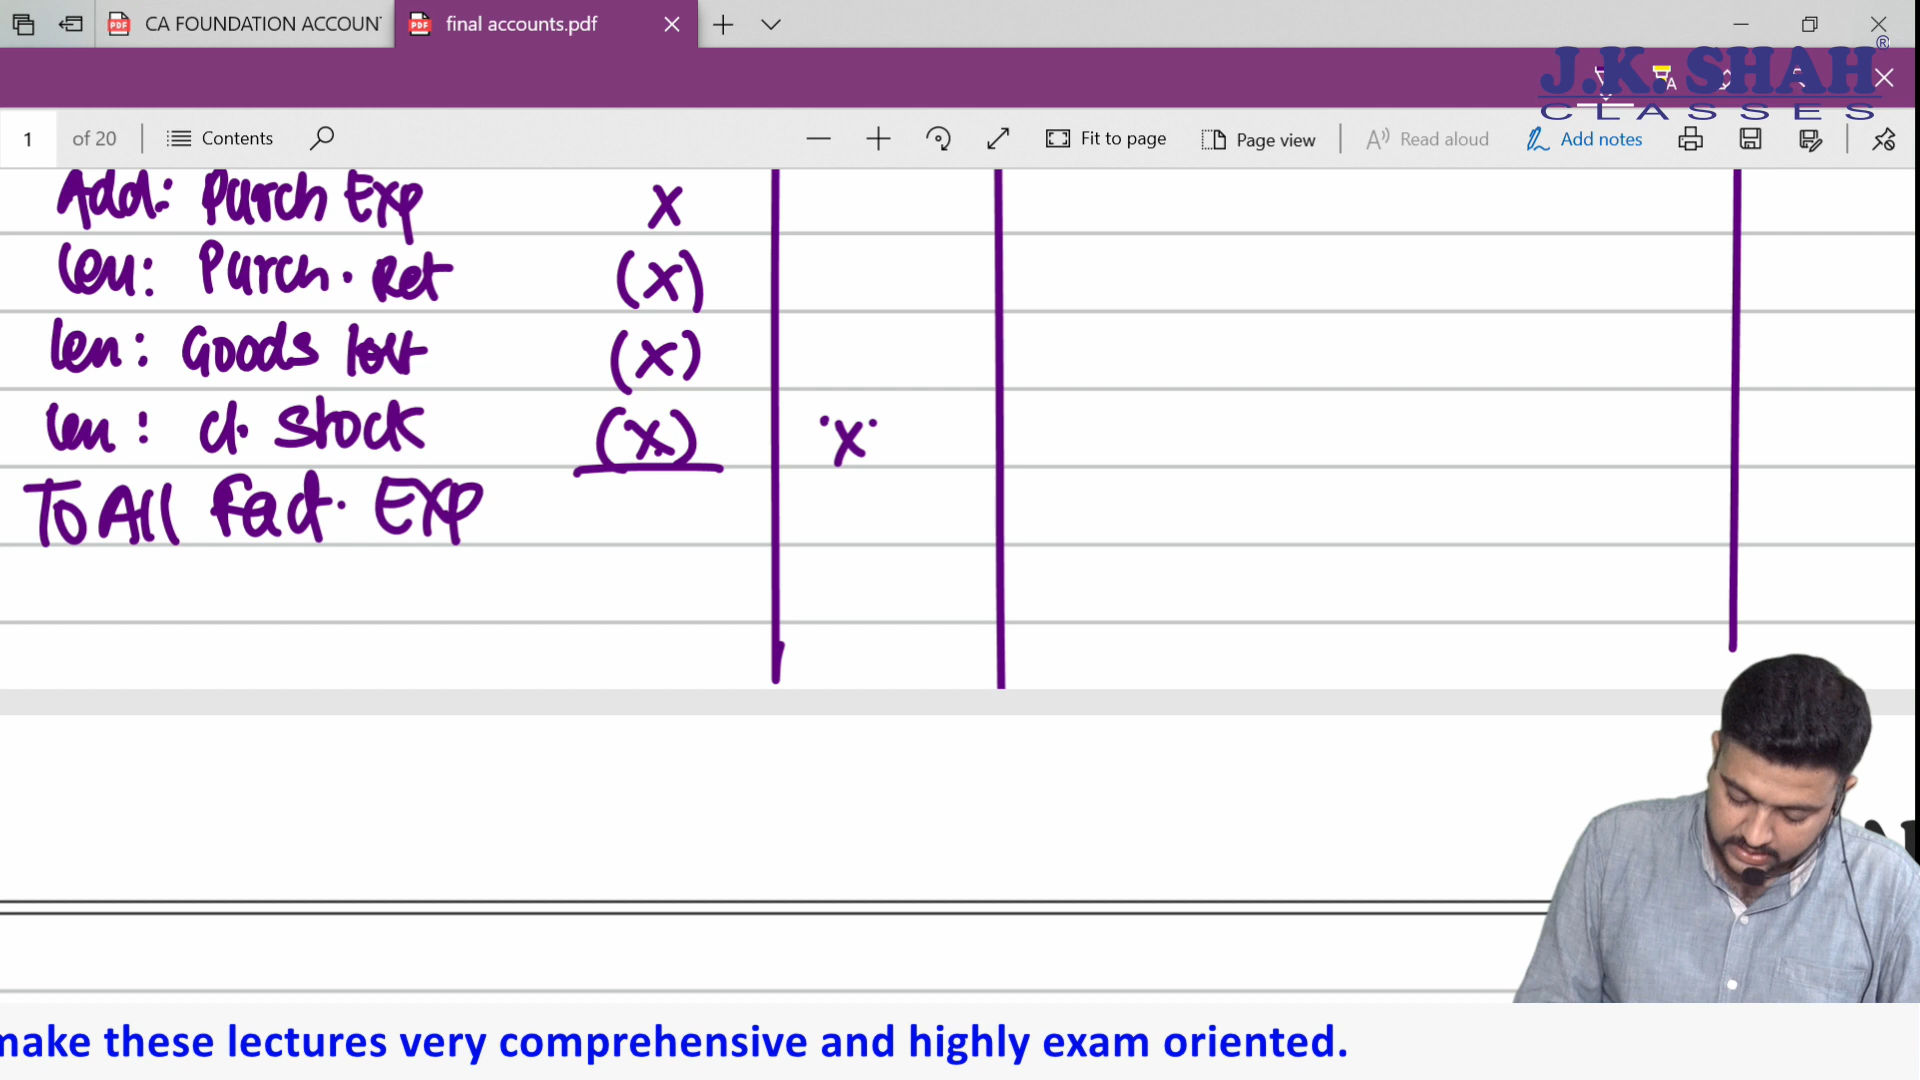 CA FOUNDATION ACCOUN
final accounts.pdf
J.K. SHAH®
CLASSES
1 of 20
Contents
Fit to page
Page view
Read aloud
Add notes
Add: Purch Exp X
Less: Purch. Ret (X)
Less: Goods lost (X)
Less: Cl. Stock (X) X
To All Fact. Exp
make these lectures very comprehensive and highly exam oriented.